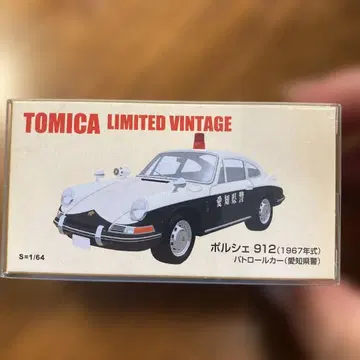 TOMICA LIMITED VINTAGE
愛知県警
ポルシェ 912(1967年式)
パトロールカー(愛知県警)
S=1/64